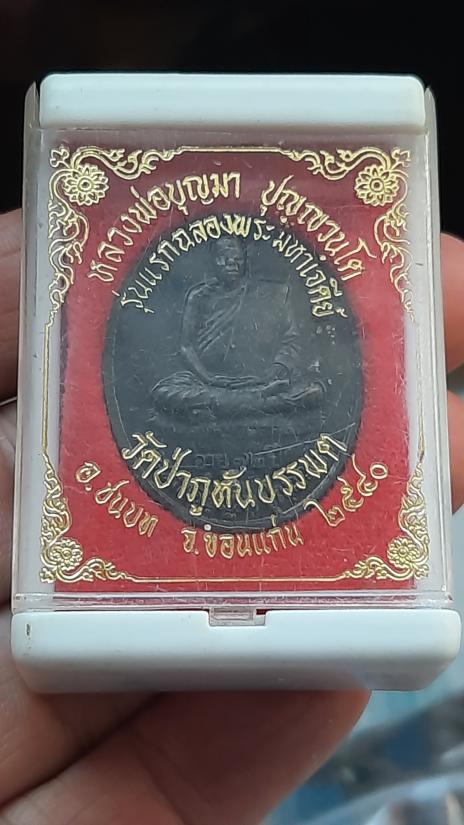 หลวงพ่อบุญมา ปุญฺญวนฺโต
รุ่นแรกฉลองพระมหาเจดีย์
วัดป่าภูหันบรรพต
อ.ชนบท จ.ขอนแก่น ๒๕๔๐